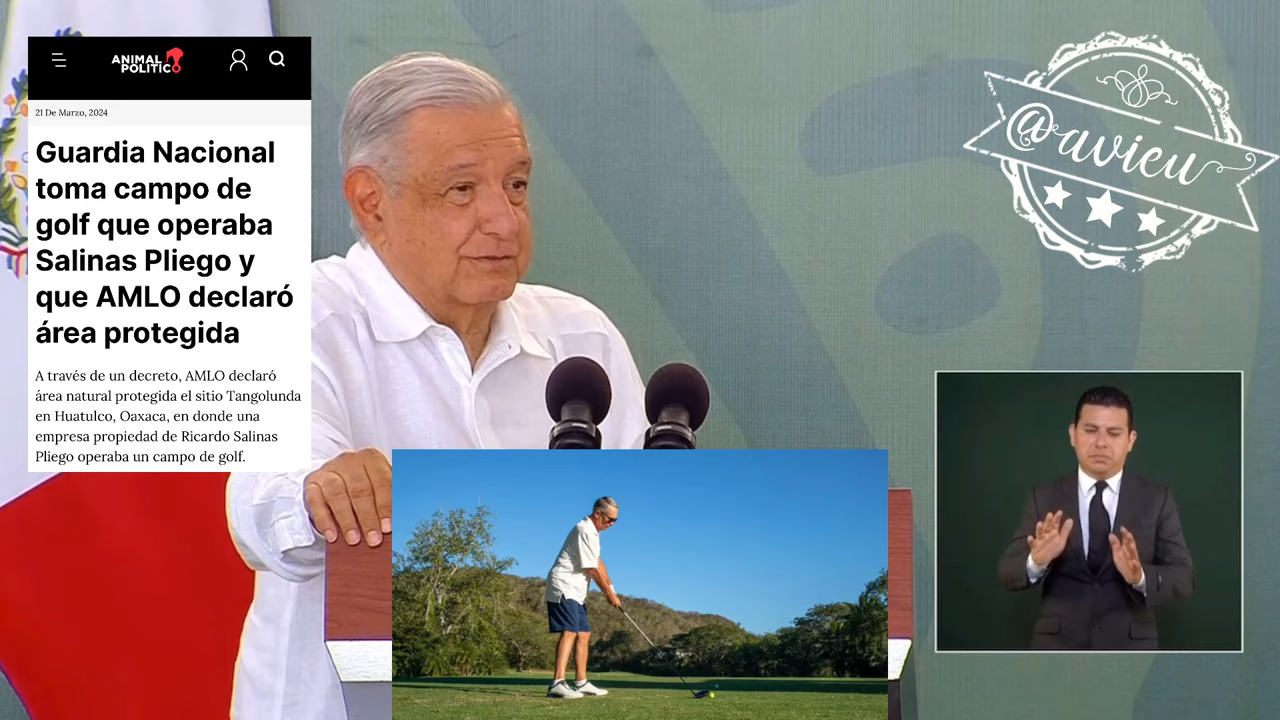 ANIMAL
POLITICO
21 De Marzo, 2024
Guardia Nacional
toma campo de
golf que operaba
Salinas Pliego y
que AMLO declaró
área protegida
A través de un decreto, AMLO declaró
área natural protegida el sitio Tangolunda
en Huatulco, Oaxaca, en donde una
empresa propiedad de Ricardo Salinas
Pliego operaba un campo de golf.
@avieu